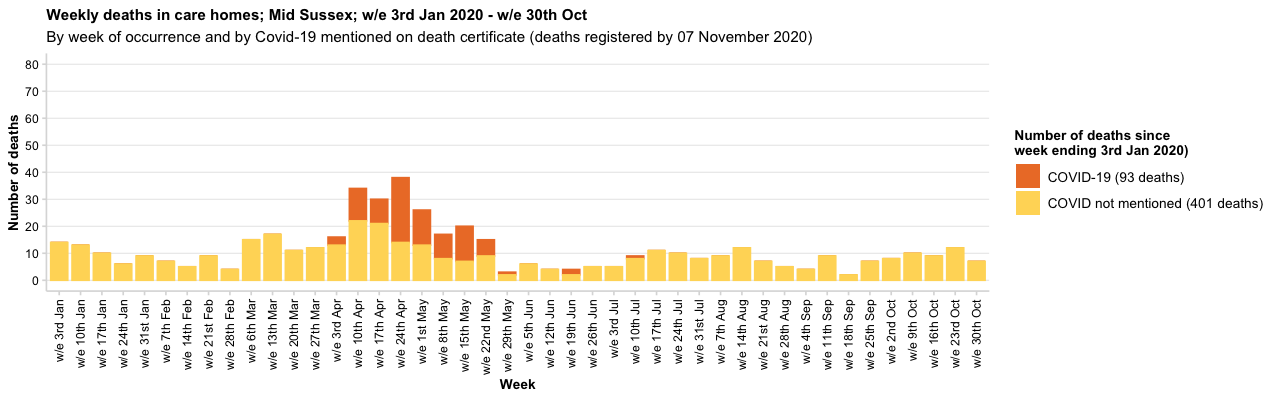 Weekly deaths in care homes; Mid Sussex; w/e 3rd Jan 2020 - w/e 30th Oct
By week of occurrence and by Covid-19 mentioned on death certificate (deaths registered by 07 November 2020)
Number of deaths
80
70
60
50
40
30
20
10
0
w/e 3rd Jan
w/e 10th Jan
w/e 17th Jan
w/e 24th Jan
w/e 31st Jan
w/e 7th Feb
w/e 14th Feb
w/e 21st Feb
w/e 28th Feb
w/e 6th Mar
w/e 13th Mar
w/e 20th Mar
w/e 27th Mar
w/e 3rd Apr
w/e 10th Apr
w/e 17th Apr
w/e 24th Apr
w/e 1st May
w/e 8th May
w/e 15th May
w/e 22nd May
w/e 29th May
w/e 5th Jun
w/e 12th Jun
w/e 19th Jun
w/e 26th Jun
w/e 3rd Jul
w/e 10th Jul
w/e 17th Jul
w/e 24th Jul
w/e 31st Jul
w/e 7th Aug
w/e 14th Aug
w/e 21st Aug
w/e 28th Aug
w/e 4th Sep
w/e 11th Sep
w/e 18th Sep
w/e 25th Sep
w/e 2nd Oct
w/e 9th Oct
w/e 16th Oct
w/e 23rd Oct
w/e 30th Oct
Week
Number of deaths since
week ending 3rd Jan 2020)
COVID-19 (93 deaths)
COVID not mentioned (401 deaths)